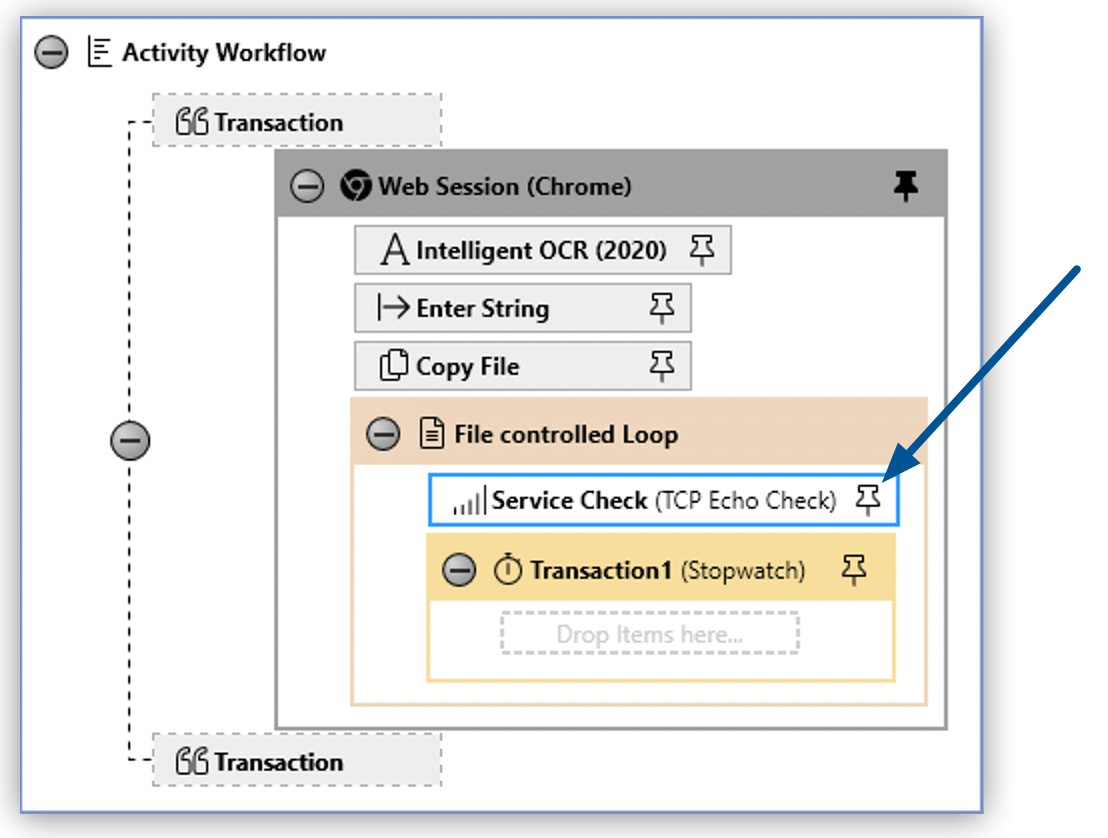 Activity Workflow
Transaction
Web Session (Chrome)
Intelligent OCR (2020)
Enter String
Copy File
File controlled Loop
Service Check (TCP Echo Check)
Transaction1 (Stopwatch)
Drop Items here...
Transaction